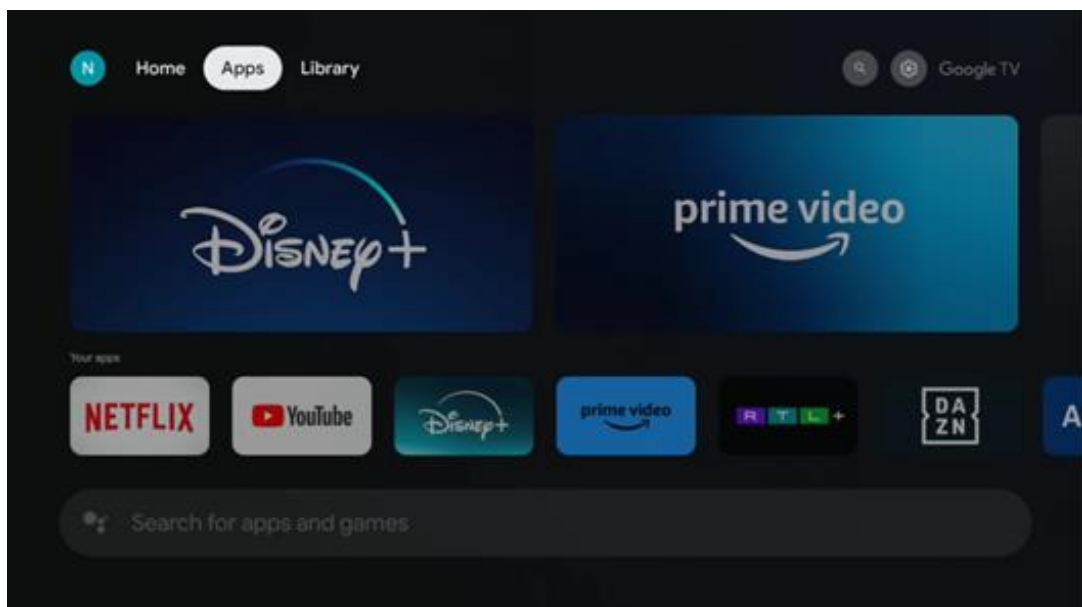 N Home Apps Library Google TV
Disney+ prime video
Your apps
NETFLIX YouTube Disney+ prime video RTL+ DAZN A
Search for apps and games